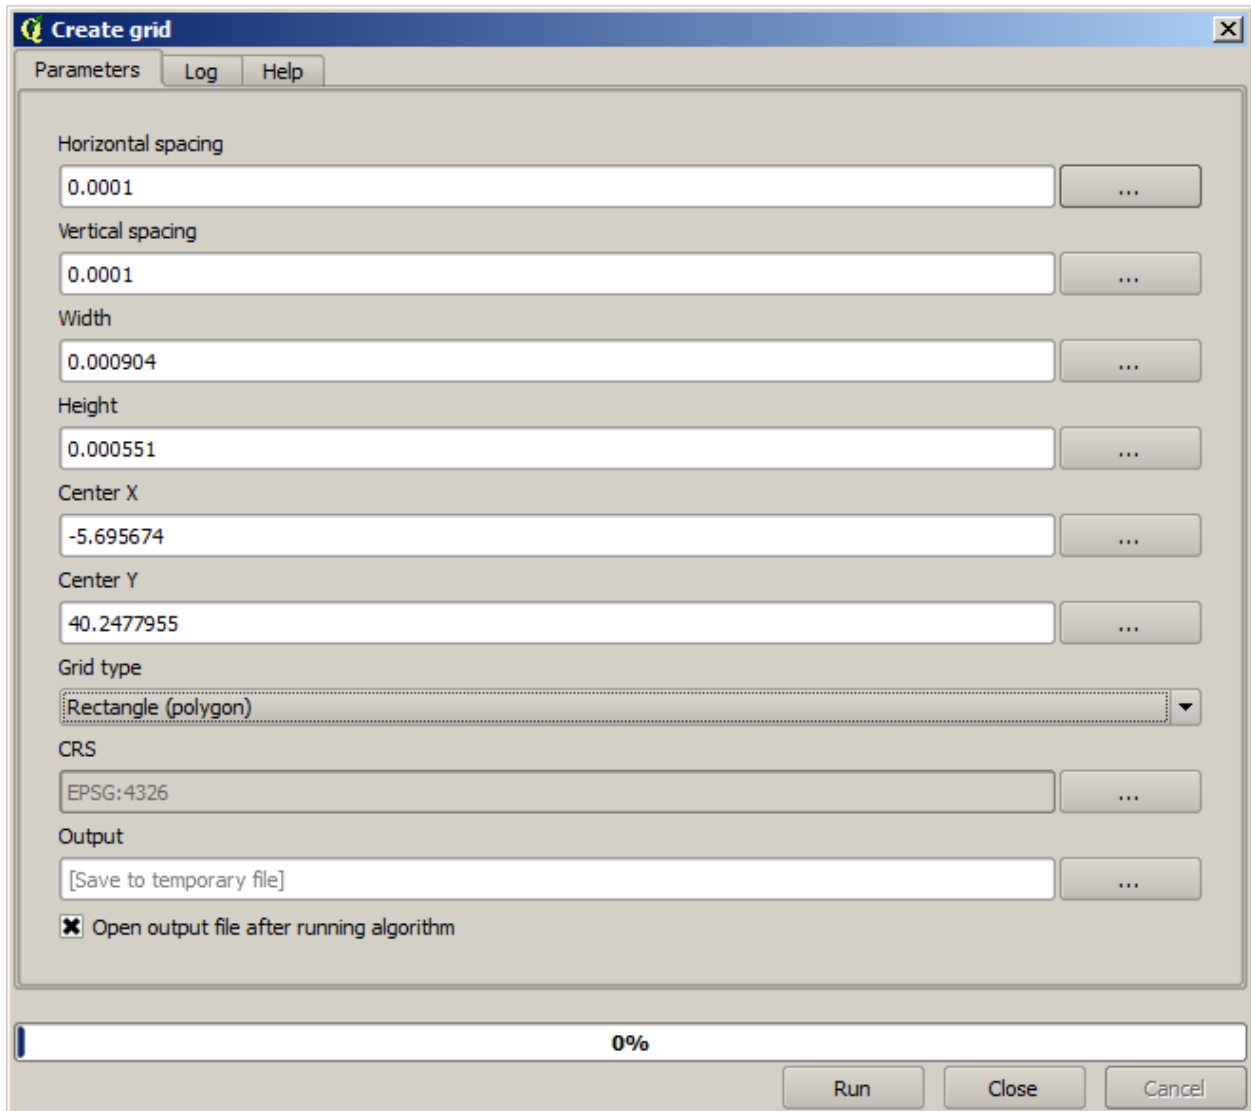 Create grid
Parameters Log Help
Horizontal spacing
0.0001 ...
Vertical spacing
0.0001 ...
Width
0.000904 ...
Height
0.000551 ...
Center X
-5.695674 ...
Center Y
40.2477955 ...
Grid type
Rectangle (polygon)
CRS
EPSG:4326 ...
Output
[Save to temporary file] ...
Open output file after running algorithm
0%
Run Close Cancel